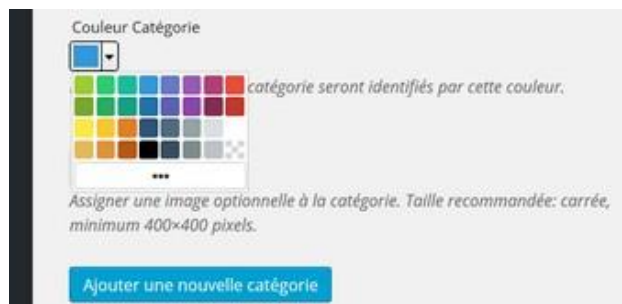 Couleur Catégorie
catégorie seront identifiés par cette couleur.
•••
Assigner une image optionnelle à la catégorie. Taille recommandée: carrée,
minimum 400×400 pixels.
Ajouter une nouvelle catégorie